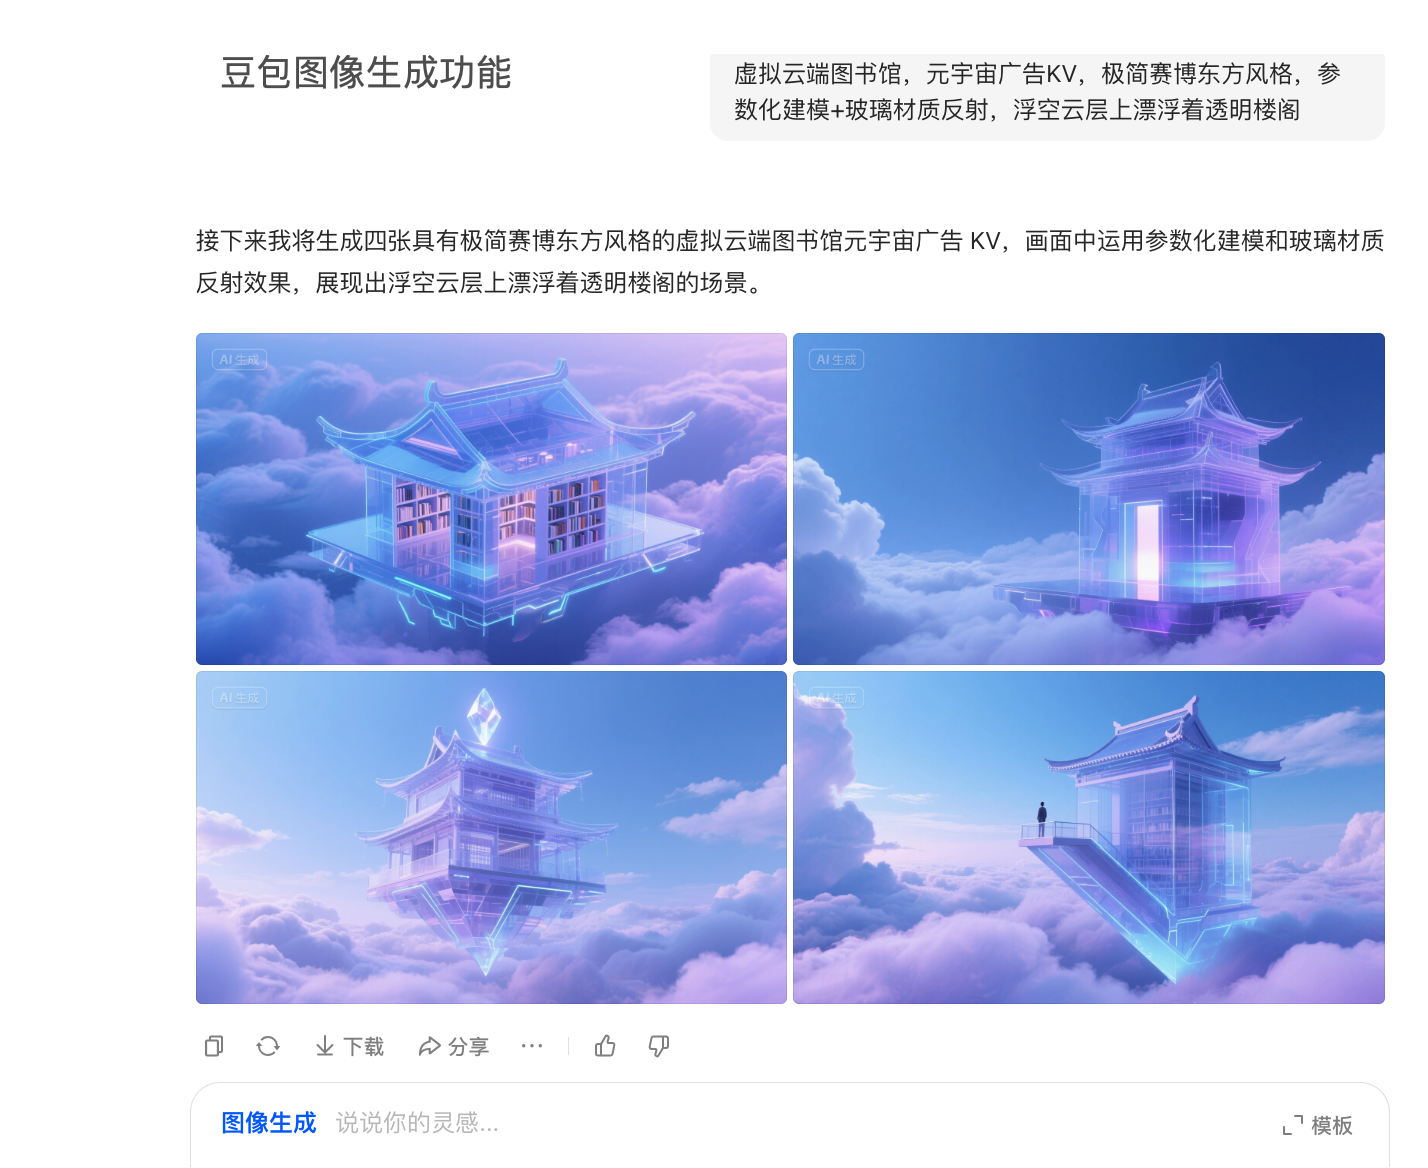 豆包图像生成功能
虚拟云端图书馆，元宇宙广告KV，极简赛博东方风格，参
数化建模+玻璃材质反射，浮空云层上漂浮着透明楼阁
接下来我将生成四张具有极简赛博东方风格的虚拟云端图书馆元宇宙广告 KV，画面中运用参数化建模和玻璃材质
反射效果，展现出浮空云层上漂浮着透明楼阁的场景。
AI 生成
AI 生成
AI 生成
AI 生成
下载 分享
图像生成 说说你的灵感... 模板